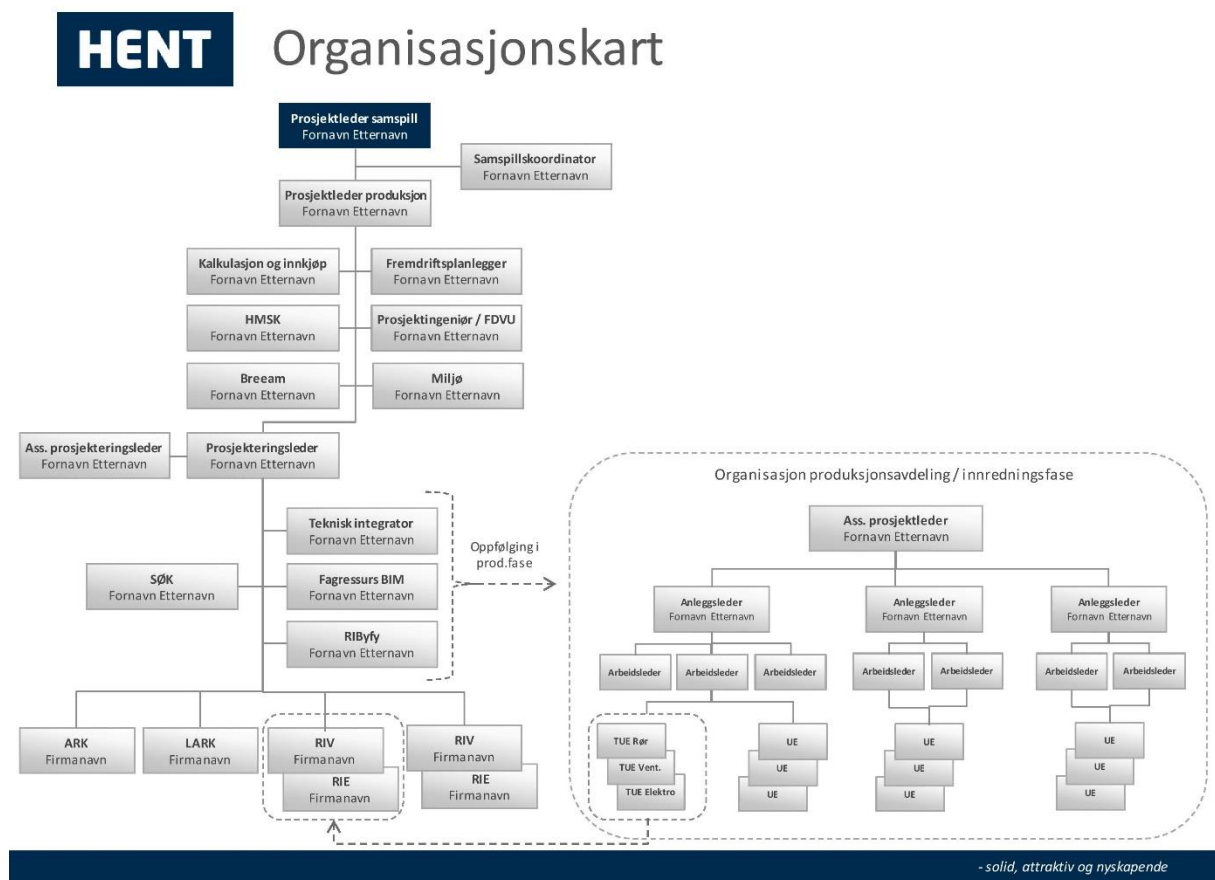 HENT
Organisasjonskart
Prosjektleder samspill
Fornavn Etternavn
Samspillskoordinator
Fornavn Etternavn
Prosjektleder produksjon
Fornavn Etternavn
Kalkulasjon og innkjøp
Fornavn Etternavn
Fremdriftsplanlegger
Fornavn Etternavn
HMSK
Fornavn Etternavn
Prosjektingeniør / FDVU
Fornavn Etternavn
Breeam
Fornavn Etternavn
Miljø
Fornavn Etternavn
Ass. prosjekteringsleder
Fornavn Etternavn
Prosjekteringsleder
Fornavn Etternavn
Teknisk integrator
Fornavn Etternavn
SØK
Fornavn Etternavn
Fagressurs BIM
Fornavn Etternavn
RIByfy
Fornavn Etternavn
Oppfølging i
prod.fase
ARK
Firmanavn
LARK
Firmanavn
RIV
Firmanavn
RIE
Firmanavn
RIV
Firmanavn
RIE
Firmanavn
Organisasjon produksjonsavdeling / innredningsfase
Ass. prosjektleder
Fornavn Etternavn
Anleggsleder
Fornavn Etternavn
Anleggsleder
Fornavn Etternavn
Anleggsleder
Fornavn Etternavn
Arbeidsleder
Arbeidsleder
Arbeidsleder
Arbeidsleder
Arbeidsleder
Arbeidsleder
Arbeidsleder
TUE Rør
TUE Vent.
TUE Elektro
UE
UE
UE
UE
UE
UE
UE
UE
UE
- solid, attraktiv og nyskapende